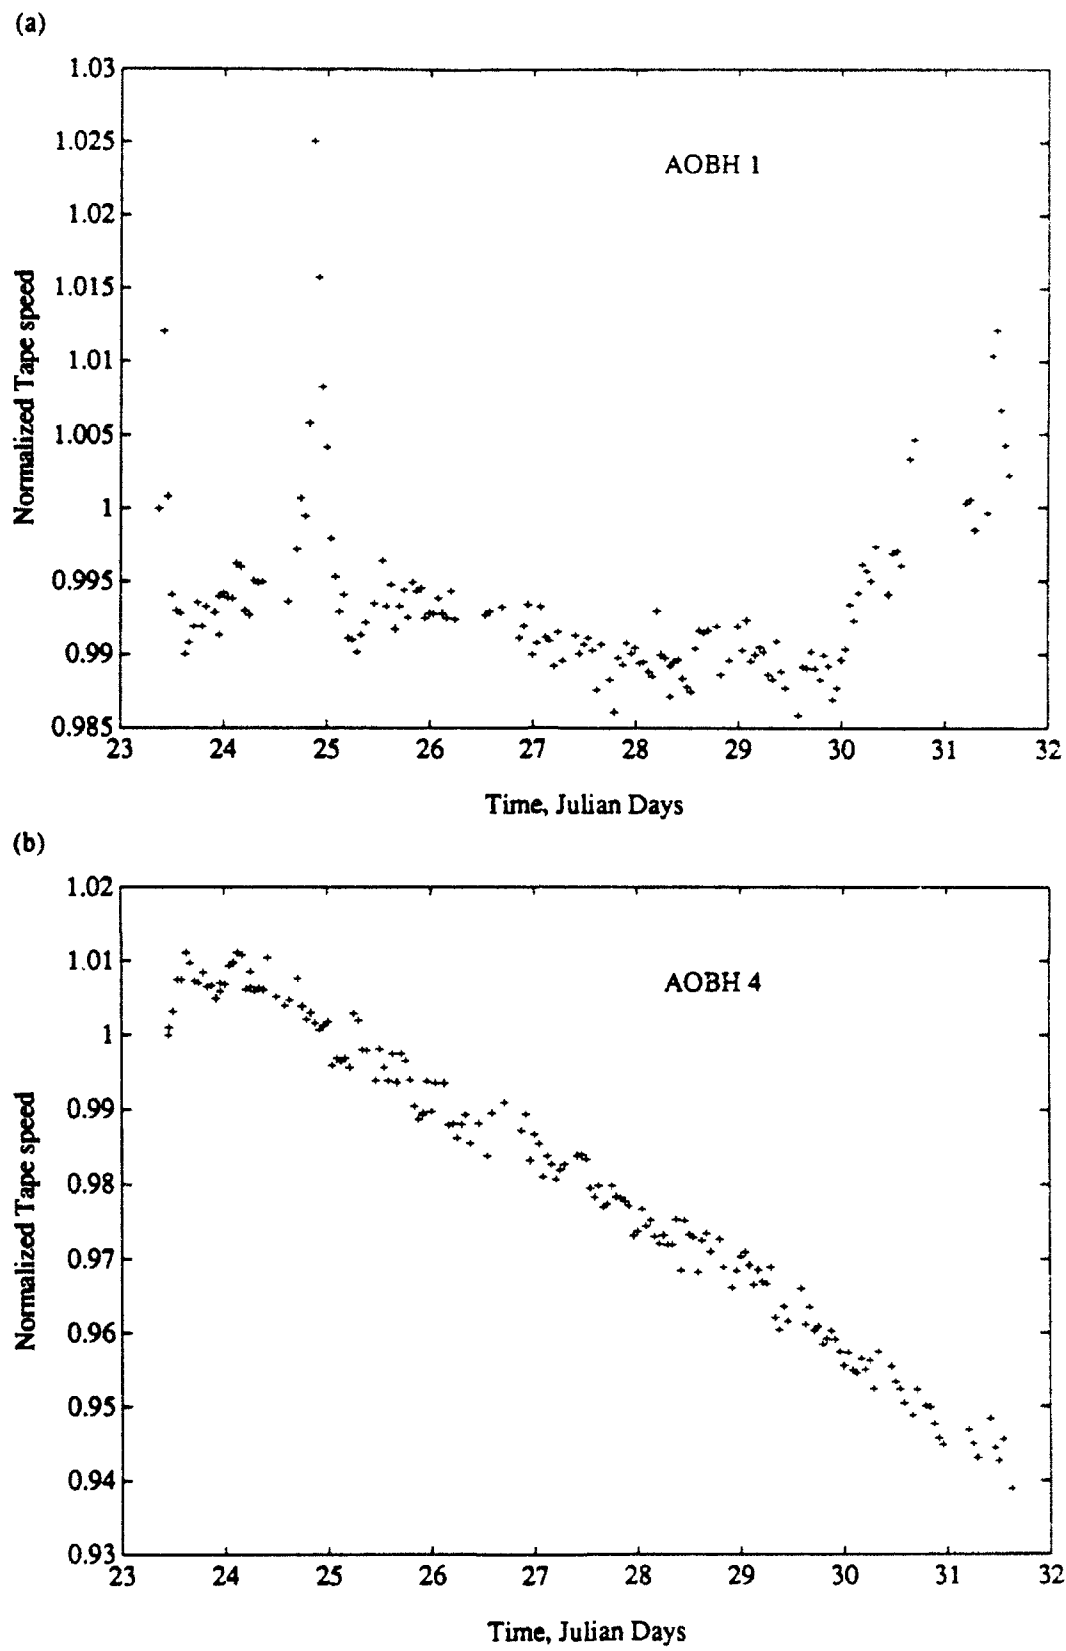 (a)
1.03
1.025
AOBH 1
1.02
1.015
1.01
1.005
1
0.995
0.99
0.985
23 24 25 26 27 28 29 30 31 32
Normalized Tape speed
Time, Julian Days
(b)
1.02
1.01
AOBH 4
1
0.99
0.98
0.97
0.96
0.95
0.94
0.93
23 24 25 26 27 28 29 30 31 32
Normalized Tape speed
Time, Julian Days